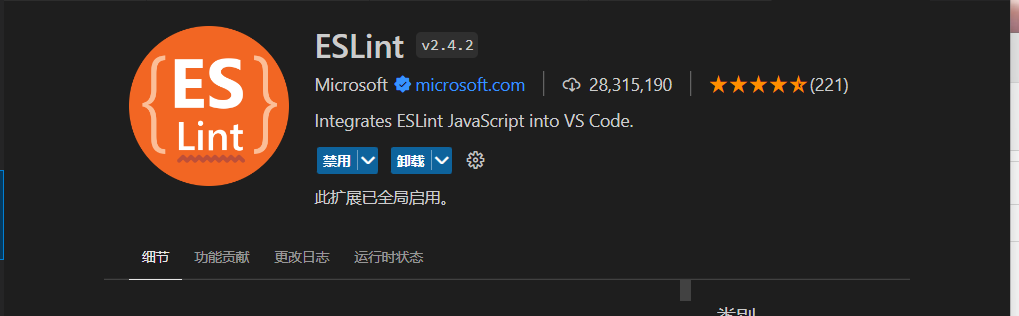 ES
Lint
ESLint v2.4.2
Microsoft microsoft.com 28,315,190 (221)
Integrates ESLint JavaScript into VS Code.
禁用 卸载
此扩展已全局启用。
细节 功能贡献 更改日志 运行时状态
类别